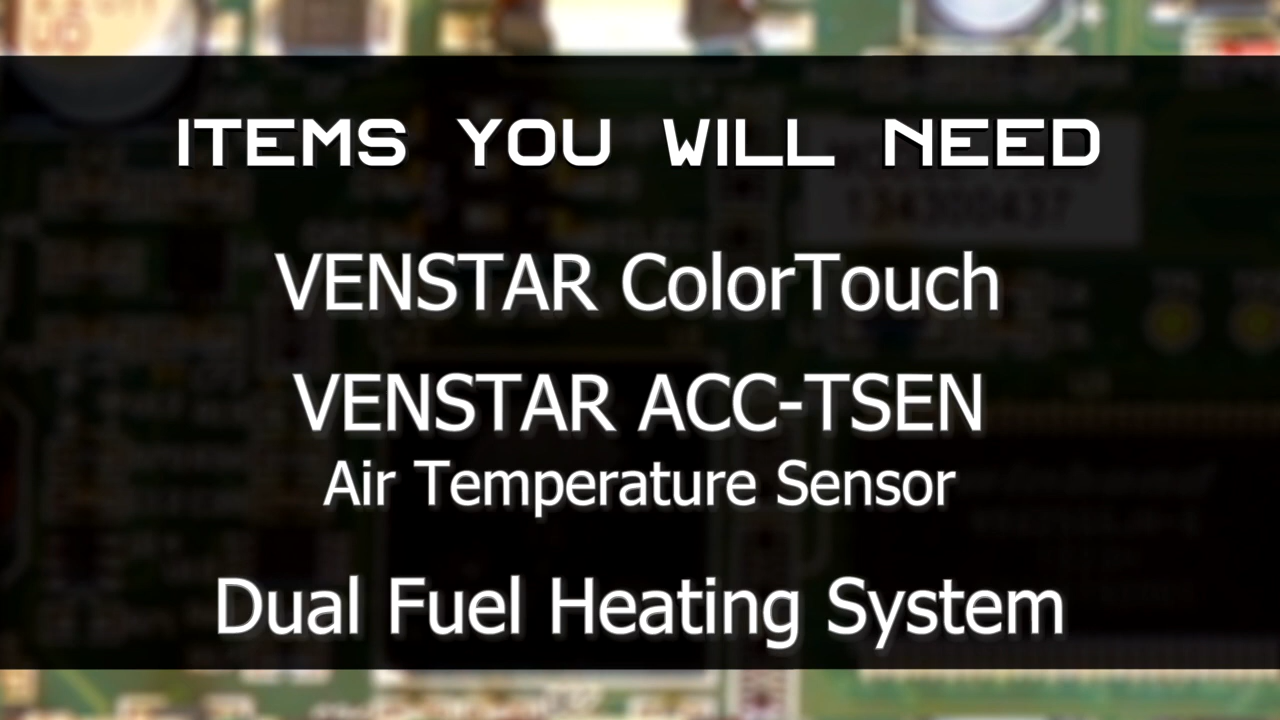 ITEMS YOU WILL NEED
VENSTAR ColorTouch
VENSTAR ACC-TSEN
Air Temperature Sensor
Dual Fuel Heating System